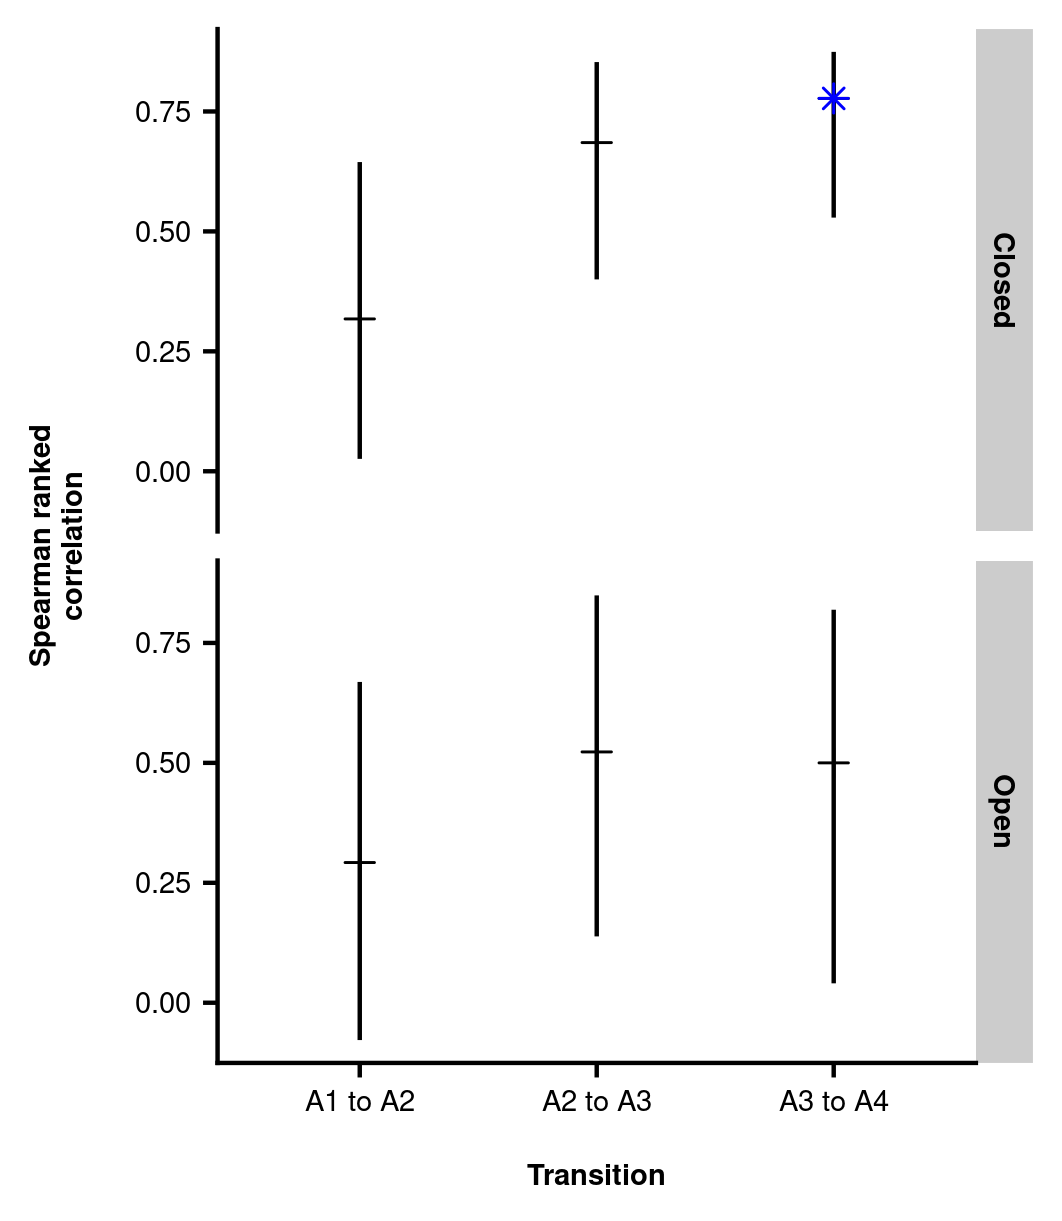 Spearman ranked
correlation
0.75
0.50
0.25
0.00
Closed
0.75
0.50
0.25
0.00
Open
A1 to A2
A2 to A3
A3 to A4
Transition